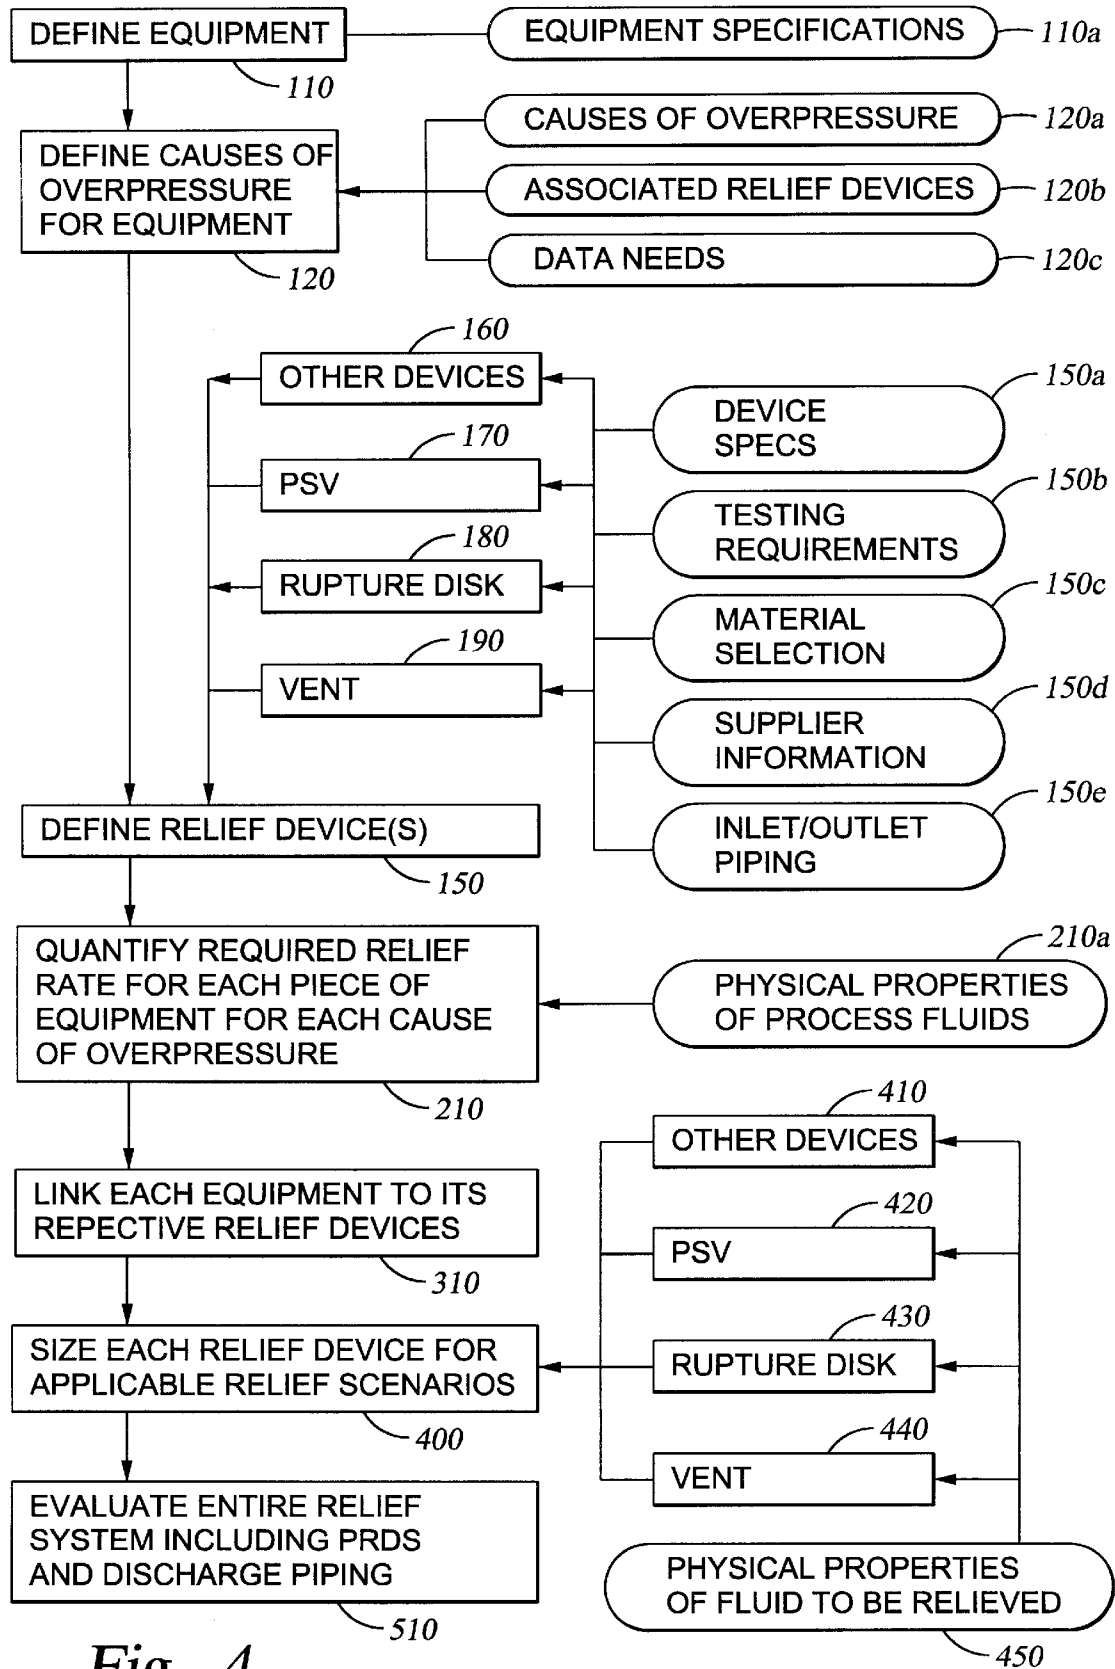 DEFINE EQUIPMENT
110
EQUIPMENT SPECIFICATIONS
110a
DEFINE CAUSES OF
OVERPRESSURE
FOR EQUIPMENT
120
CAUSES OF OVERPRESSURE
120a
ASSOCIATED RELIEF DEVICES
120b
DATA NEEDS
120c
160
OTHER DEVICES
170
PSV
180
RUPTURE DISK
190
VENT
150a
DEVICE
SPECS
150b
TESTING
REQUIREMENTS
150c
MATERIAL
SELECTION
150d
SUPPLIER
INFORMATION
150e
INLET/OUTLET
PIPING
DEFINE RELIEF DEVICE(S)
150
QUANTIFY REQUIRED RELIEF
RATE FOR EACH PIECE OF
EQUIPMENT FOR EACH CAUSE
OF OVERPRESSURE
210
210a
PHYSICAL PROPERTIES
OF PROCESS FLUIDS
LINK EACH EQUIPMENT TO ITS
REPECTIVE RELIEF DEVICES
310
410
OTHER DEVICES
420
PSV
430
RUPTURE DISK
440
VENT
SIZE EACH RELIEF DEVICE FOR
APPLICABLE RELIEF SCENARIOS
400
EVALUATE ENTIRE RELIEF
SYSTEM INCLUDING PRDS
AND DISCHARGE PIPING
510
PHYSICAL PROPERTIES
OF FLUID TO BE RELIEVED
450
Fig. 4